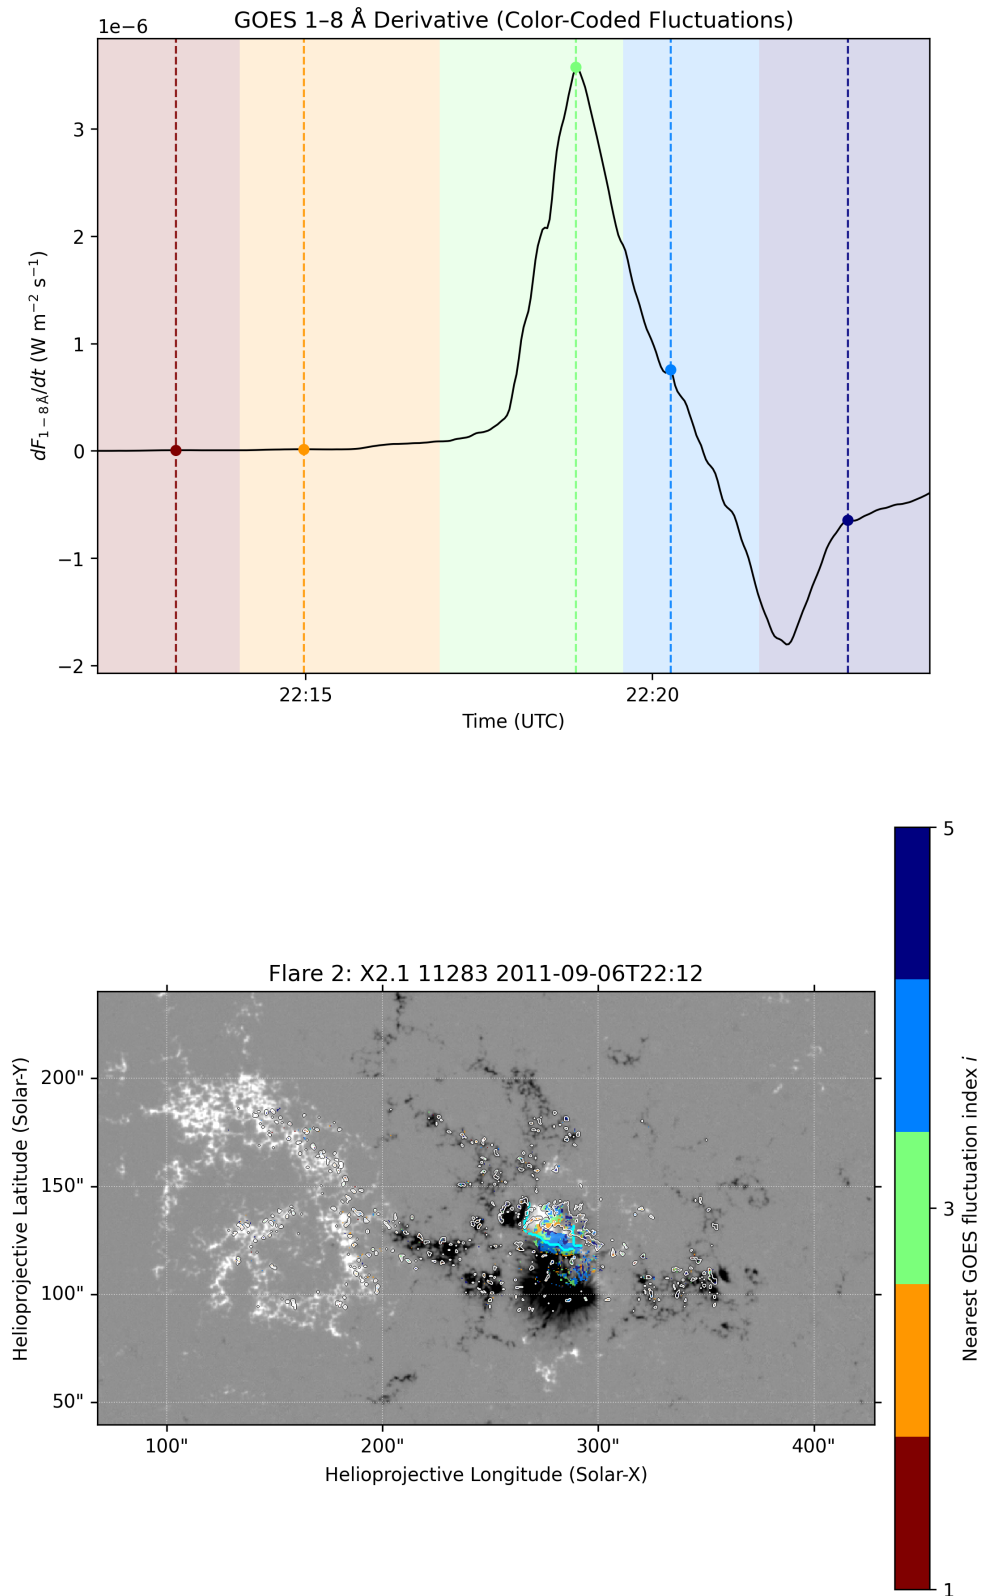 GOES 1–8 Å Derivative (Color-Coded Fluctuations)
1e−6
3
2
1
0
−1
−2
dF1−8Å/dt (W m−2 s−1)
22:15
22:20
Time (UTC)
Flare 2: X2.1 11283 2011-09-06T22:12
200"
150"
100"
50"
Helioprojective Latitude (Solar-Y)
100"
200"
300"
400"
Helioprojective Longitude (Solar-X)
5
3
1
Nearest GOES fluctuation index i